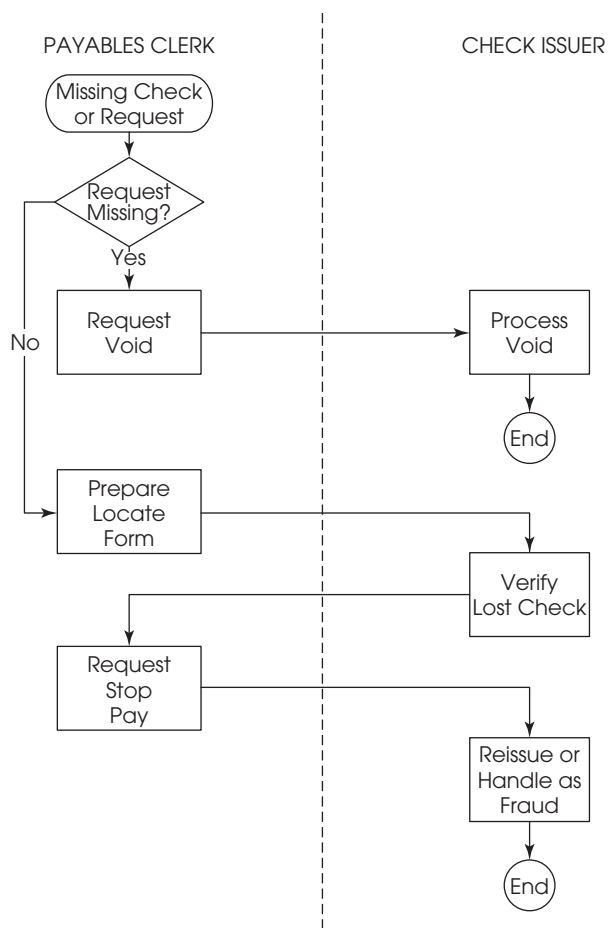 PAYABLES CLERK
CHECK ISSUER
Missing Check
or Request
Request
Missing?
Yes
No
Request
Void
Process
Void
End
Prepare
Locate
Form
Verify
Lost Check
Request
Stop
Pay
Reissue or
Handle as
Fraud
End